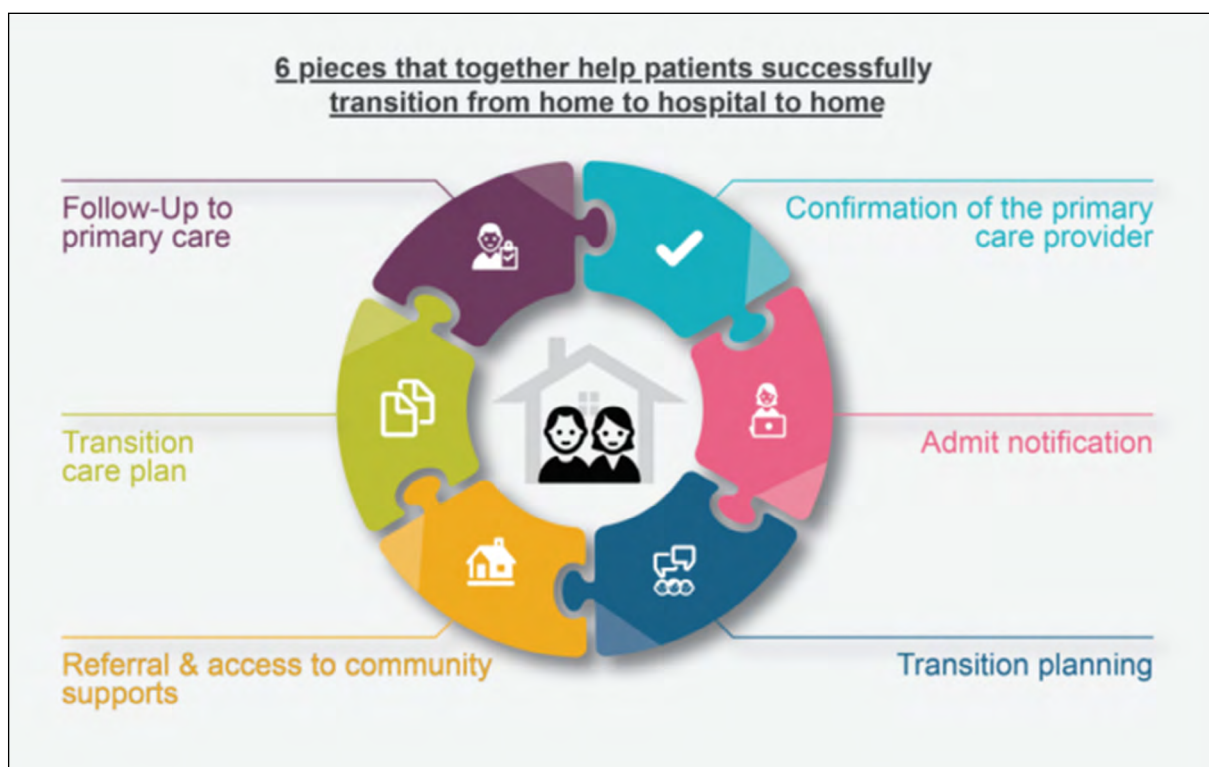 6 pieces that together help patients successfully
transition from home to hospital to home
Follow-Up to
primary care
Confirmation of the primary
care provider
Transition
care plan
Admit notification
Referral & access to community
supports
Transition planning